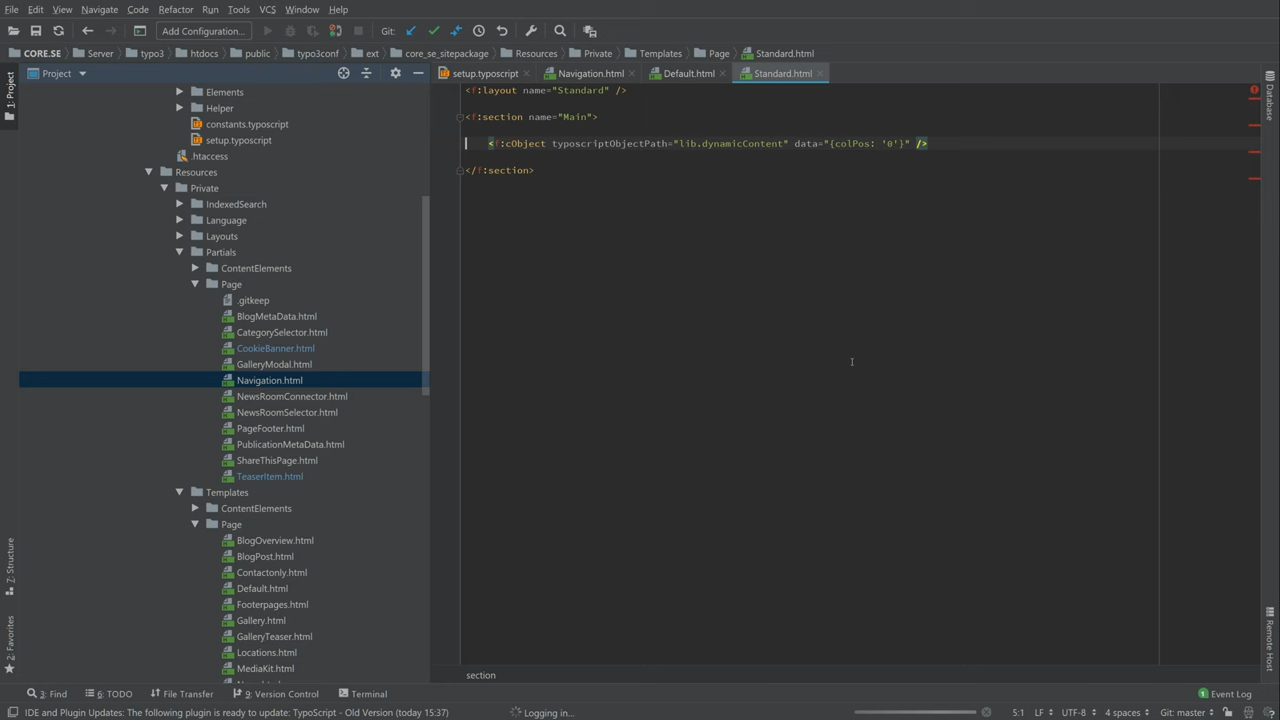 File Edit View Navigate Code Refactor Run Tools VCS Window Help
Add Configuration... Git:
CORE.SE Server typo3 htdocs public typo3conf ext core_se_sitepackage Resources Private Templates Page Standard.html
Project
setup.typoscript Navigation.html Default.html Standard.html
1: Project
Z: Structure
2: Favorites
Elements
Helper
constants.typoscript
setup.typoscript
.htaccess
Resources
Private
IndexedSearch
Language
Layouts
Partials
ContentElements
Page
.gitkeep
BlogMetaData.html
CategorySelector.html
CookieBanner.html
GalleryModal.html
Navigation.html
NewsRoomConnector.html
NewsRoomSelector.html
PageFooter.html
PublicationMetaData.html
ShareThisPage.html
TeaserItem.html
Templates
ContentElements
Page
BlogOverview.html
BlogPost.html
Contactonly.html
Default.html
Footerpages.html
Gallery.html
GalleryTeaser.html
Locations.html
MediaKit.html
<f:layout name="Standard" />
<f:section name="Main">
<f:cObject typoscriptObjectPath="lib.dynamicContent" data="{colPos: '0'}" />
</f:section>
section
Database
Remote Host
3: Find 6: TODO File Transfer 9: Version Control Terminal 1 Event Log
IDE and Plugin Updates: The following plugin is ready to update: TypoScript - Old Version (today 15:37) Logging in... 5:1 LF UTF-8 4 spaces Git: master